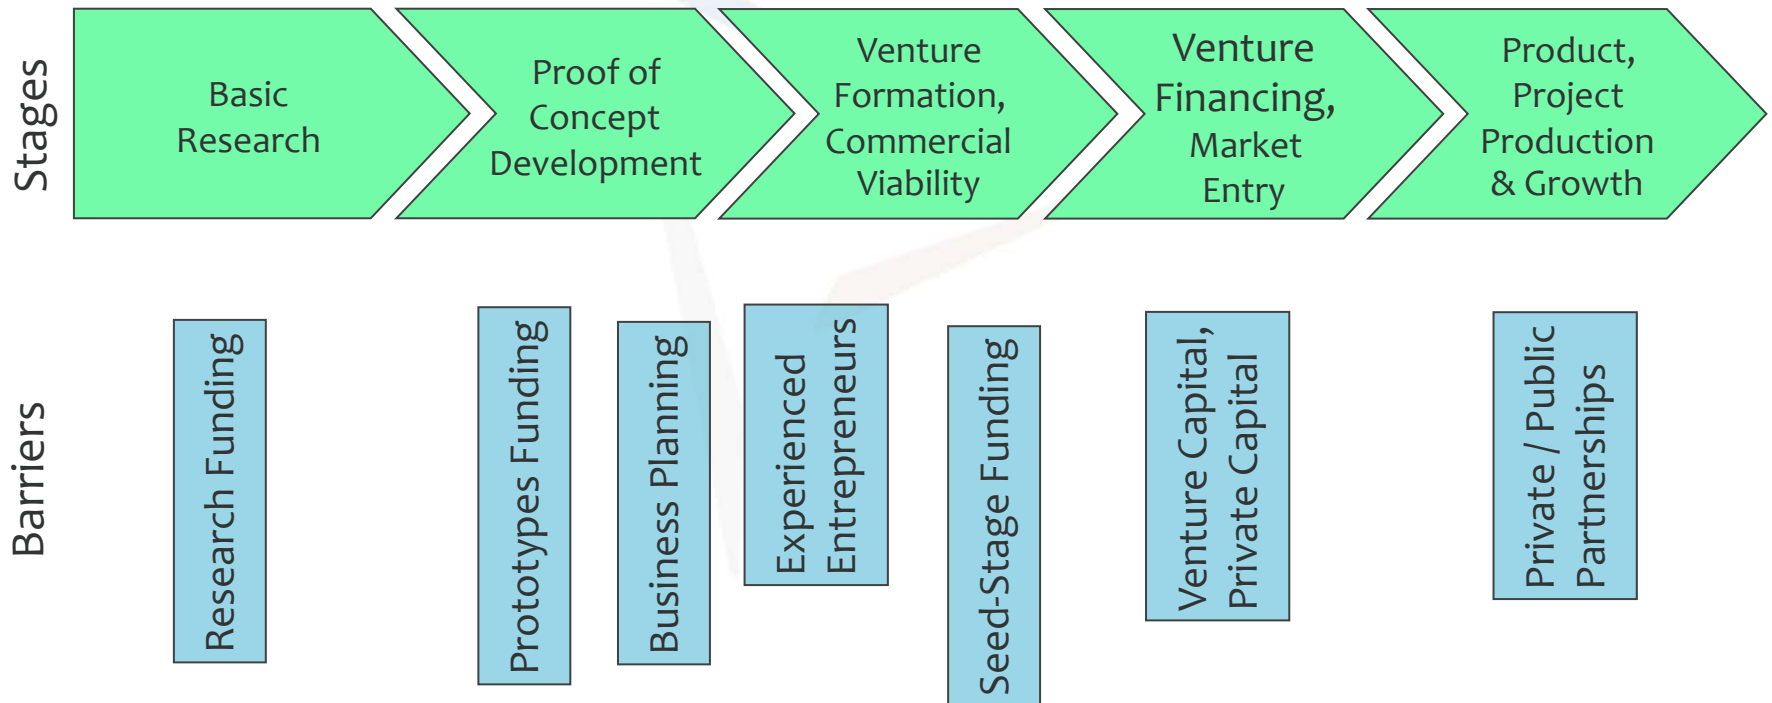 Stages
Basic
Research
Proof of
Concept
Development
Venture
Formation,
Commercial
Viability
Venture
Financing,
Market
Entry
Product,
Project
Production
& Growth
Barriers
Research Funding
Prototypes Funding
Business Planning
Experienced
Entrepreneurs
Seed-Stage Funding
Venture Capital,
Private Capital
Private / Public
Partnerships